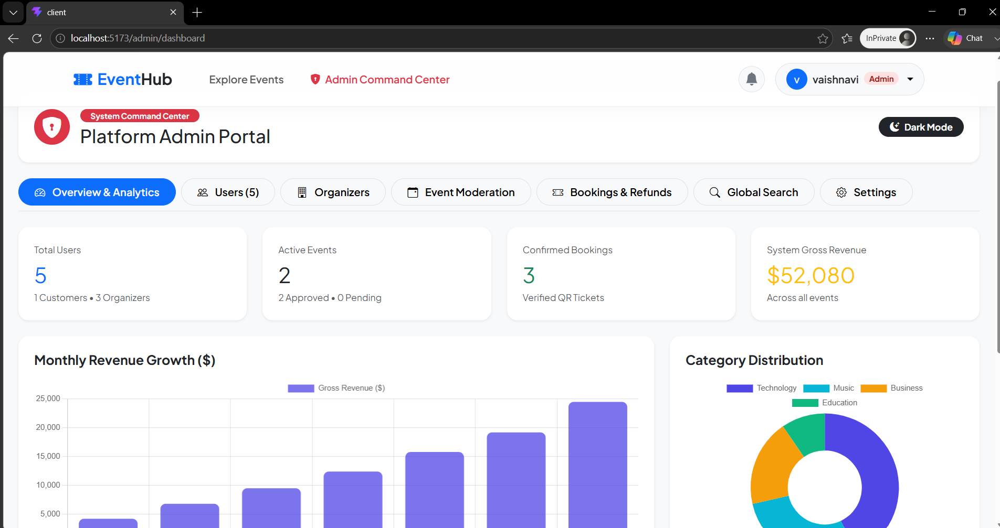 client
localhost:5173/admin/dashboard
InPrivate
Chat
EventHub
Explore Events
Admin Command Center
v
vaishnavi
Admin
System Command Center
Platform Admin Portal
Dark Mode
Overview & Analytics
Users (5)
Organizers
Event Moderation
Bookings & Refunds
Global Search
Settings
Total Users
5
1 Customers • 3 Organizers
Active Events
2
2 Approved • 0 Pending
Confirmed Bookings
3
Verified QR Tickets
System Gross Revenue
$52,080
Across all events
Monthly Revenue Growth ($)
Gross Revenue ($)
25,000
20,000
15,000
10,000
5,000
Category Distribution
Technology
Music
Business
Education